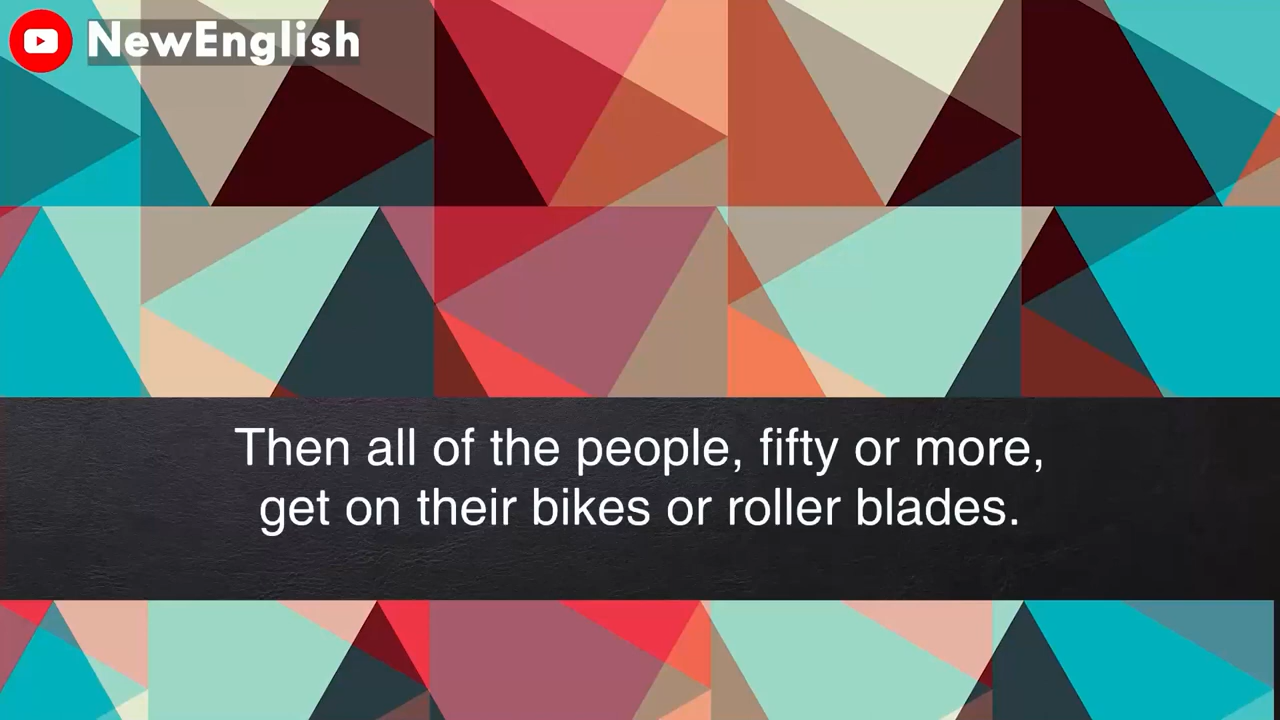 NewEnglish
Then all of the people, fifty or more,
get on their bikes or roller blades.